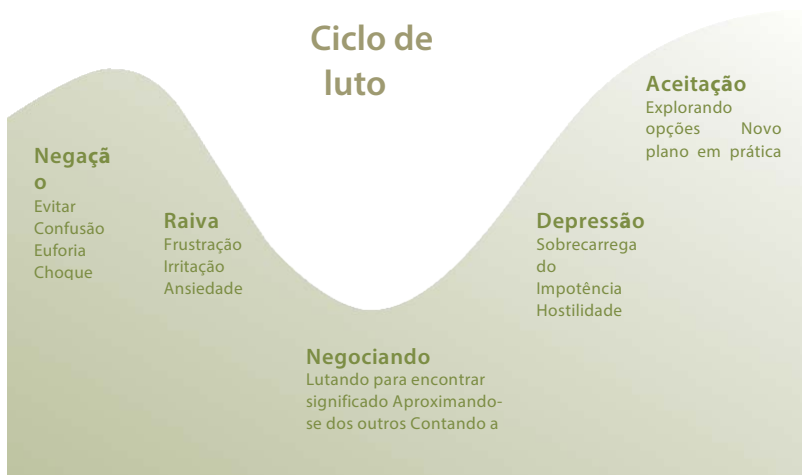 Ciclo de
luto
Negaçã
o
Evitar
Confusão
Euforia
Choque
Raiva
Frustração
Irritação
Ansiedade
Negociando
Lutando para encontrar
significado Aproximando-
se dos outros Contando a
Depressão
Sobrecarrega
do
Impotência
Hostilidade
Aceitação
Explorando
opções Novo
plano em prática